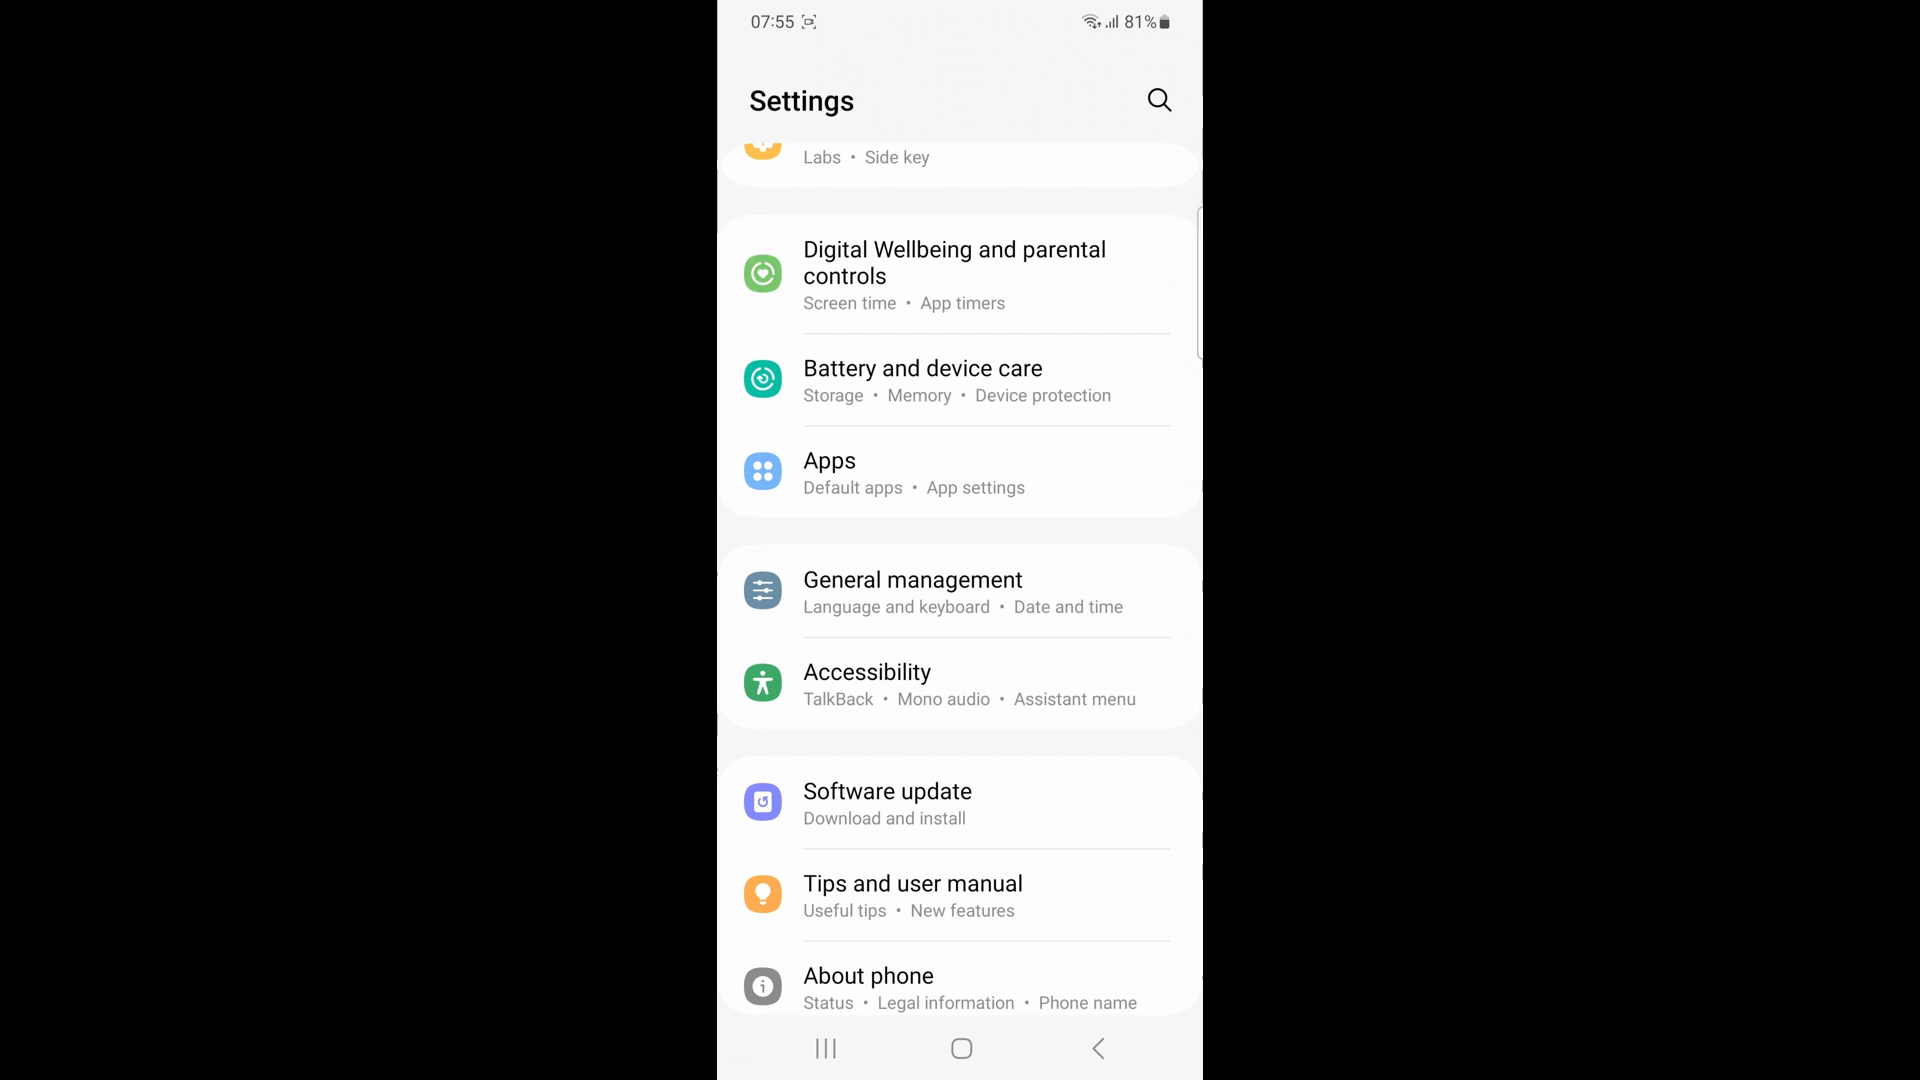 07:55
81%
Settings
Labs • Side key
Digital Wellbeing and parental
controls
Screen time • App timers
Battery and device care
Storage • Memory • Device protection
Apps
Default apps • App settings
General management
Language and keyboard • Date and time
Accessibility
TalkBack • Mono audio • Assistant menu
Software update
Download and install
Tips and user manual
Useful tips • New features
About phone
Status • Legal information • Phone name